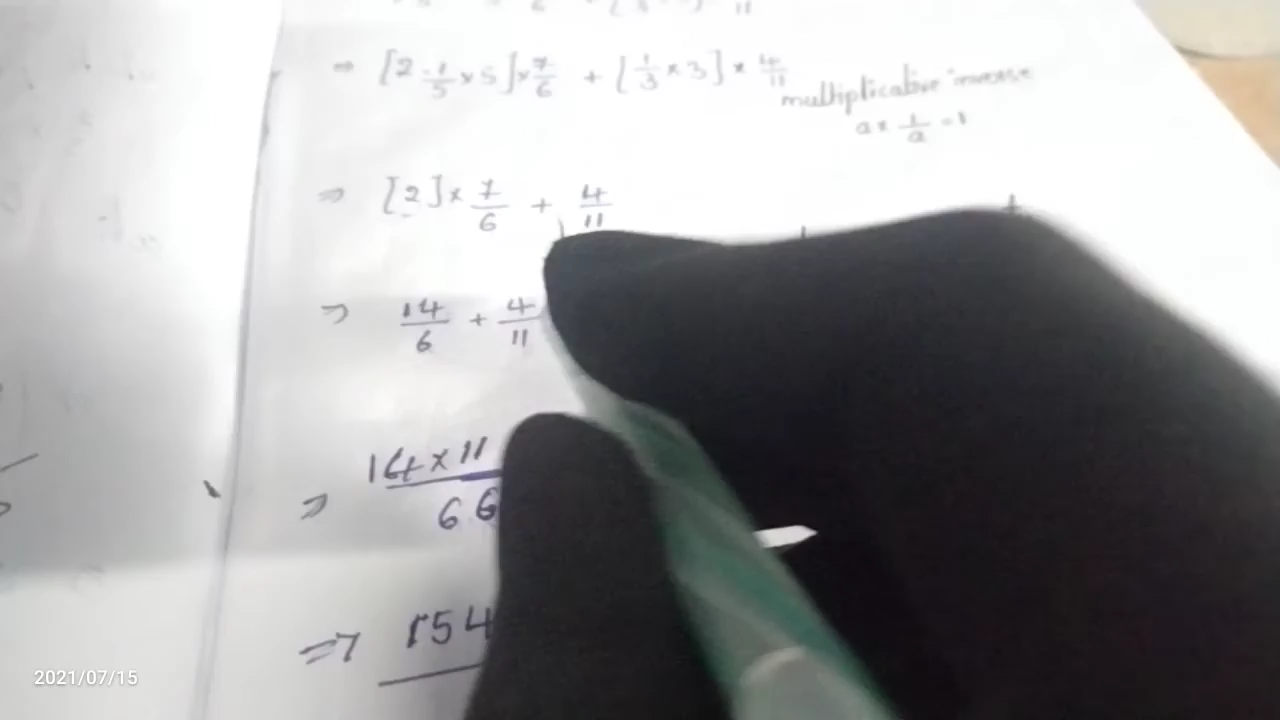 ⇒ [2 · 1/5 × 5] × 7/6 + [1/3 × 3] × 4/11
multiplicative inverse
a × 1/a = 1
⇒ [2] × 7/6 + 4/11
⇒ 14/6 + 4/11
⇒ 14 × 11 / 66
⇒ 154
2021/07/15